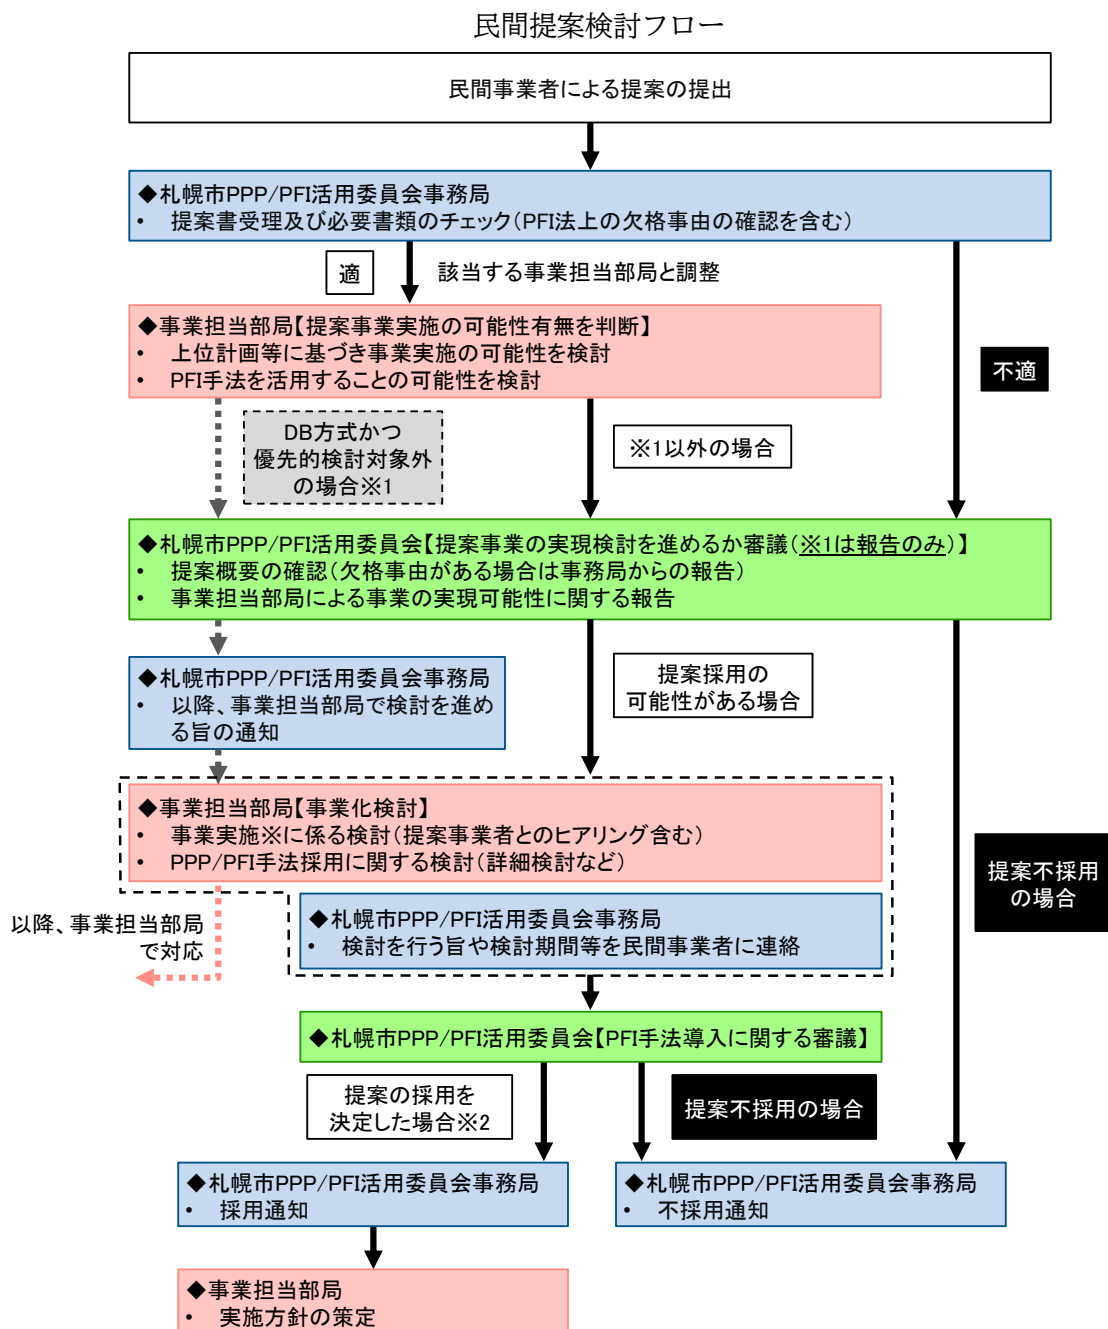 民間提案検討フロー
民間事業者による提案の提出
◆札幌市PPP/PFI活用委員会事務局
・ 提案書受理及び必要書類のチェック(PFI法上の欠格事由の確認を含む)
適
該当する事業担当部局と調整
◆事業担当部局【提案事業実施の可能性有無を判断】
・ 上位計画等に基づき事業実施の可能性を検討
・ PFI手法を活用することの可能性を検討
不適
DB方式かつ
優先的検討対象外
の場合※1
※1以外の場合
◆札幌市PPP/PFI活用委員会【提案事業の実現検討を進めるか審議(※1は報告のみ)】
・ 提案概要の確認(欠格事由がある場合は事務局からの報告)
・ 事業担当部局による事業の実現可能性に関する報告
◆札幌市PPP/PFI活用委員会事務局
・ 以降、事業担当部局で検討を進め
る旨の通知
提案採用の
可能性がある場合
◆事業担当部局【事業化検討】
・ 事業実施※に係る検討(提案事業者とのヒアリング含む)
・ PPP/PFI手法採用に関する検討(詳細検討など)
提案不採用
の場合
以降、事業担当部局
で対応
◆札幌市PPP/PFI活用委員会事務局
・ 検討を行う旨や検討期間等を民間事業者に連絡
◆札幌市PPP/PFI活用委員会【PFI手法導入に関する審議】
提案の採用を
決定した場合※2
提案不採用の場合
◆札幌市PPP/PFI活用委員会事務局
・ 採用通知
◆札幌市PPP/PFI活用委員会事務局
・ 不採用通知
◆事業担当部局
・ 実施方針の策定